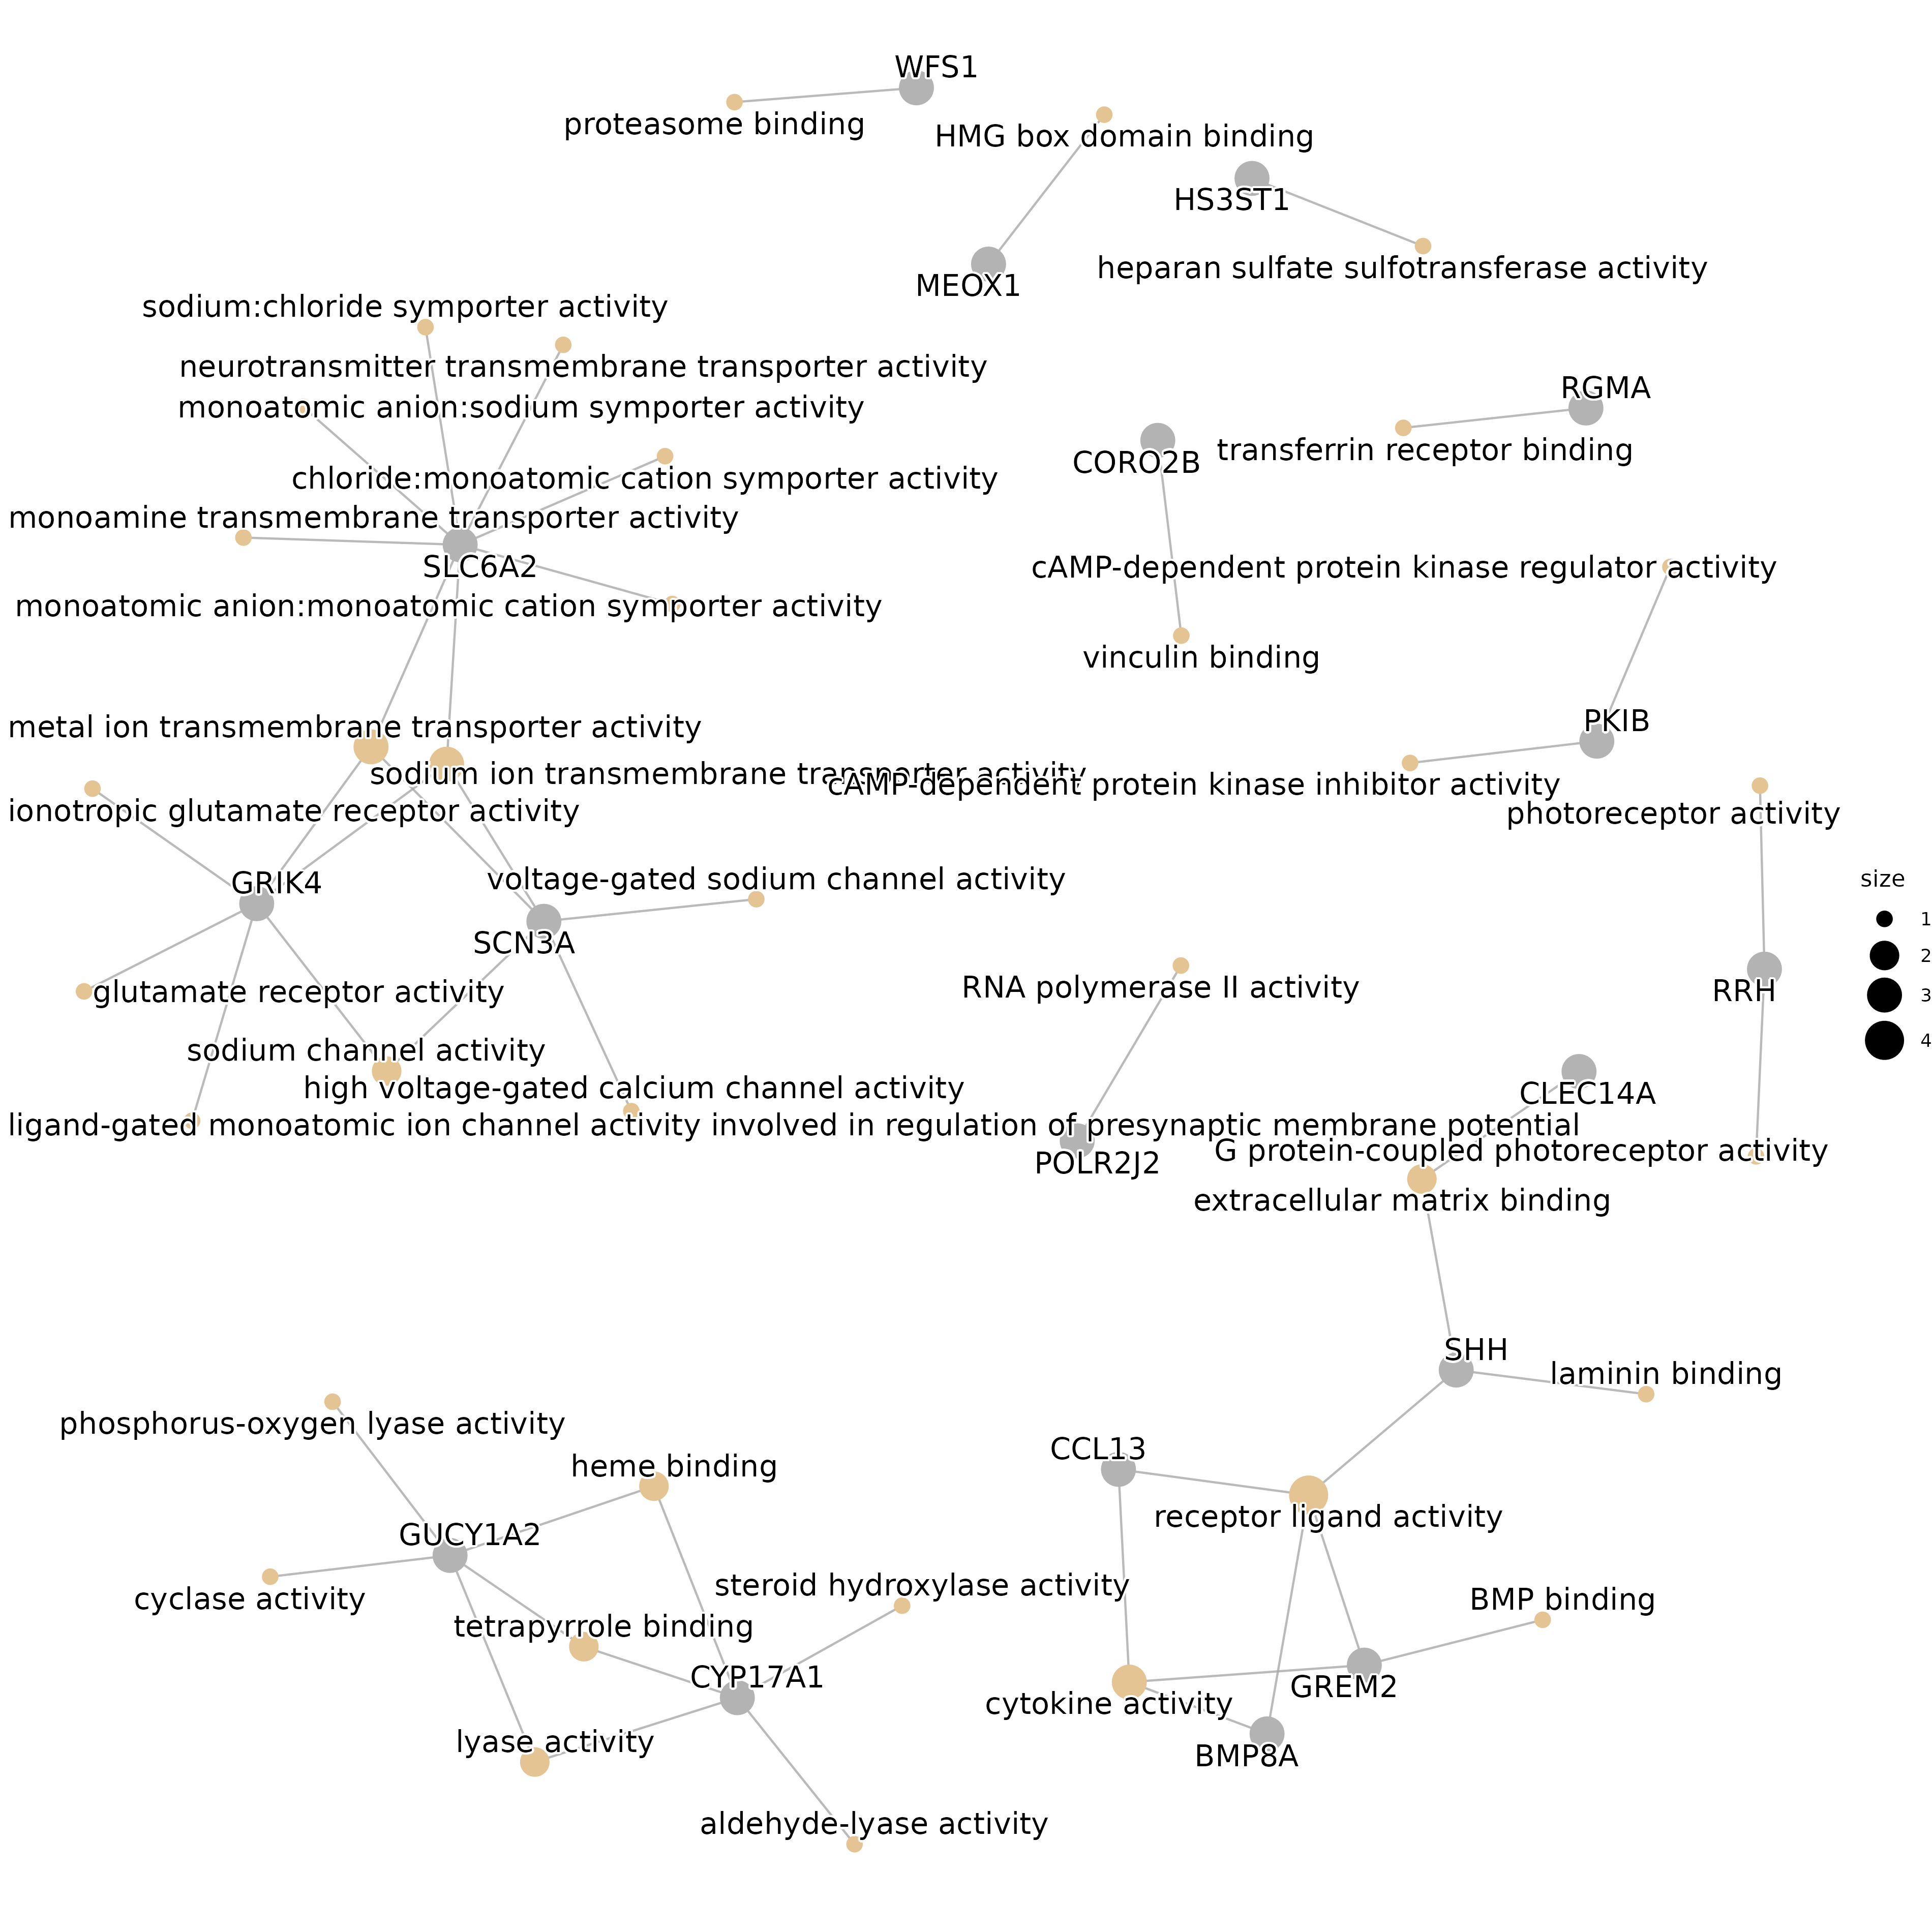 WFS1
proteasome binding
HMG box domain binding
HS3ST1
heparan sulfate sulfotransferase activity
MEOX1
sodium:chloride symporter activity
neurotransmitter transmembrane transporter activity
monoatomic anion:sodium symporter activity
RGMA
transferrin receptor binding
CORO2B
chloride:monoatomic cation symporter activity
monoamine transmembrane transporter activity
SLC6A2
cAMP-dependent protein kinase regulator activity
monoatomic anion:monoatomic cation symporter activity
vinculin binding
PKIB
metal ion transmembrane transporter activity
sodium ion transmembrane transporter activity
cAMP-dependent protein kinase inhibitor activity
ionotropic glutamate receptor activity
photoreceptor activity
GRIK4
voltage-gated sodium channel activity
size
1
2
3
4
SCN3A
glutamate receptor activity
RNA polymerase II activity
RRH
sodium channel activity
high voltage-gated calcium channel activity
CLEC14A
ligand-gated monoatomic ion channel activity involved in regulation of presynaptic membrane potential
G protein-coupled photoreceptor activity
POLR2J2
extracellular matrix binding
SHH
laminin binding
phosphorus-oxygen lyase activity
CCL13
heme binding
receptor ligand activity
GUCY1A2
cyclase activity
steroid hydroxylase activity
BMP binding
tetrapyrrole binding
CYP17A1
GREM2
cytokine activity
lyase activity
BMP8A
aldehyde-lyase activity